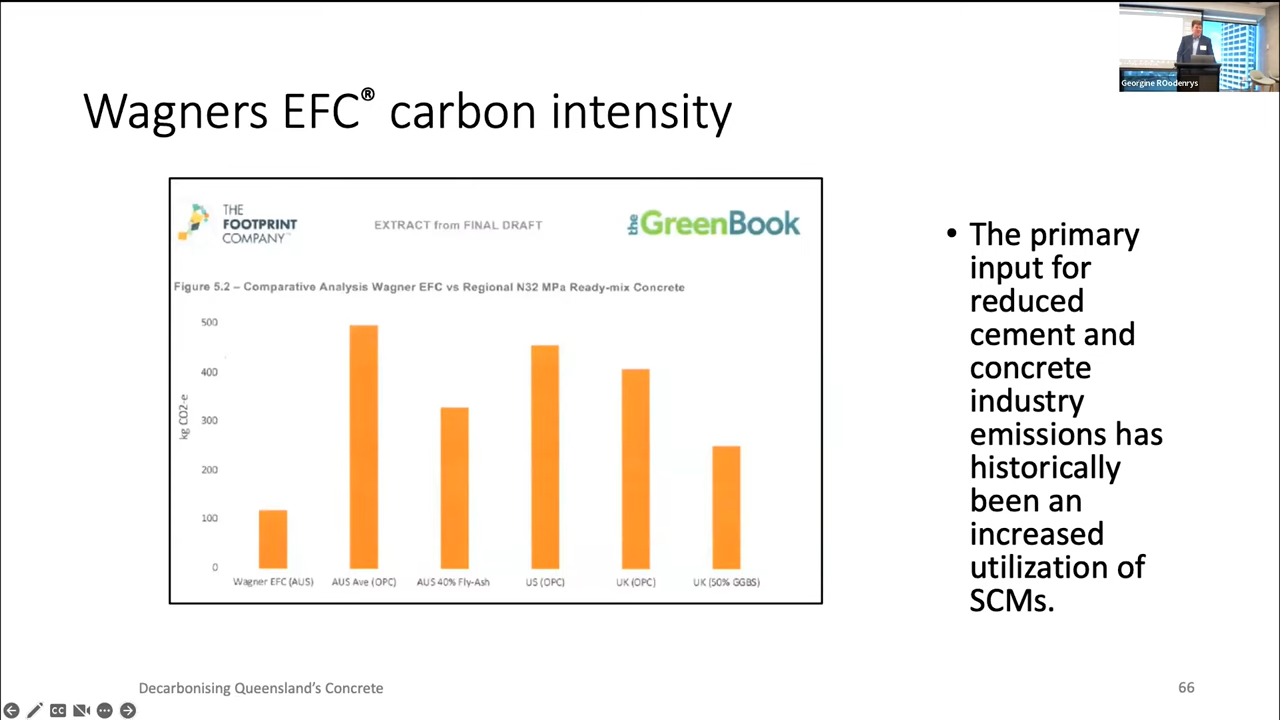 Georgine ROodenrys
Wagners EFC® carbon intensity
THE
FOOTPRINT
COMPANY™
EXTRACT from FINAL DRAFT
the GreenBook
Figure 5.2 – Comparative Analysis Wagner EFC vs Regional N32 MPa Ready-mix Concrete
kg CO2-e
500
400
300
200
100
0
Wagner EFC (AUS)
AUS Ave (OPC)
AUS 40% Fly-Ash
US (OPC)
UK (OPC)
UK (50% GGBS)
• The primary
input for
reduced
cement and
concrete
industry
emissions has
historically
been an
increased
utilization of
SCMs.
Decarbonising Queensland's Concrete
66
CC